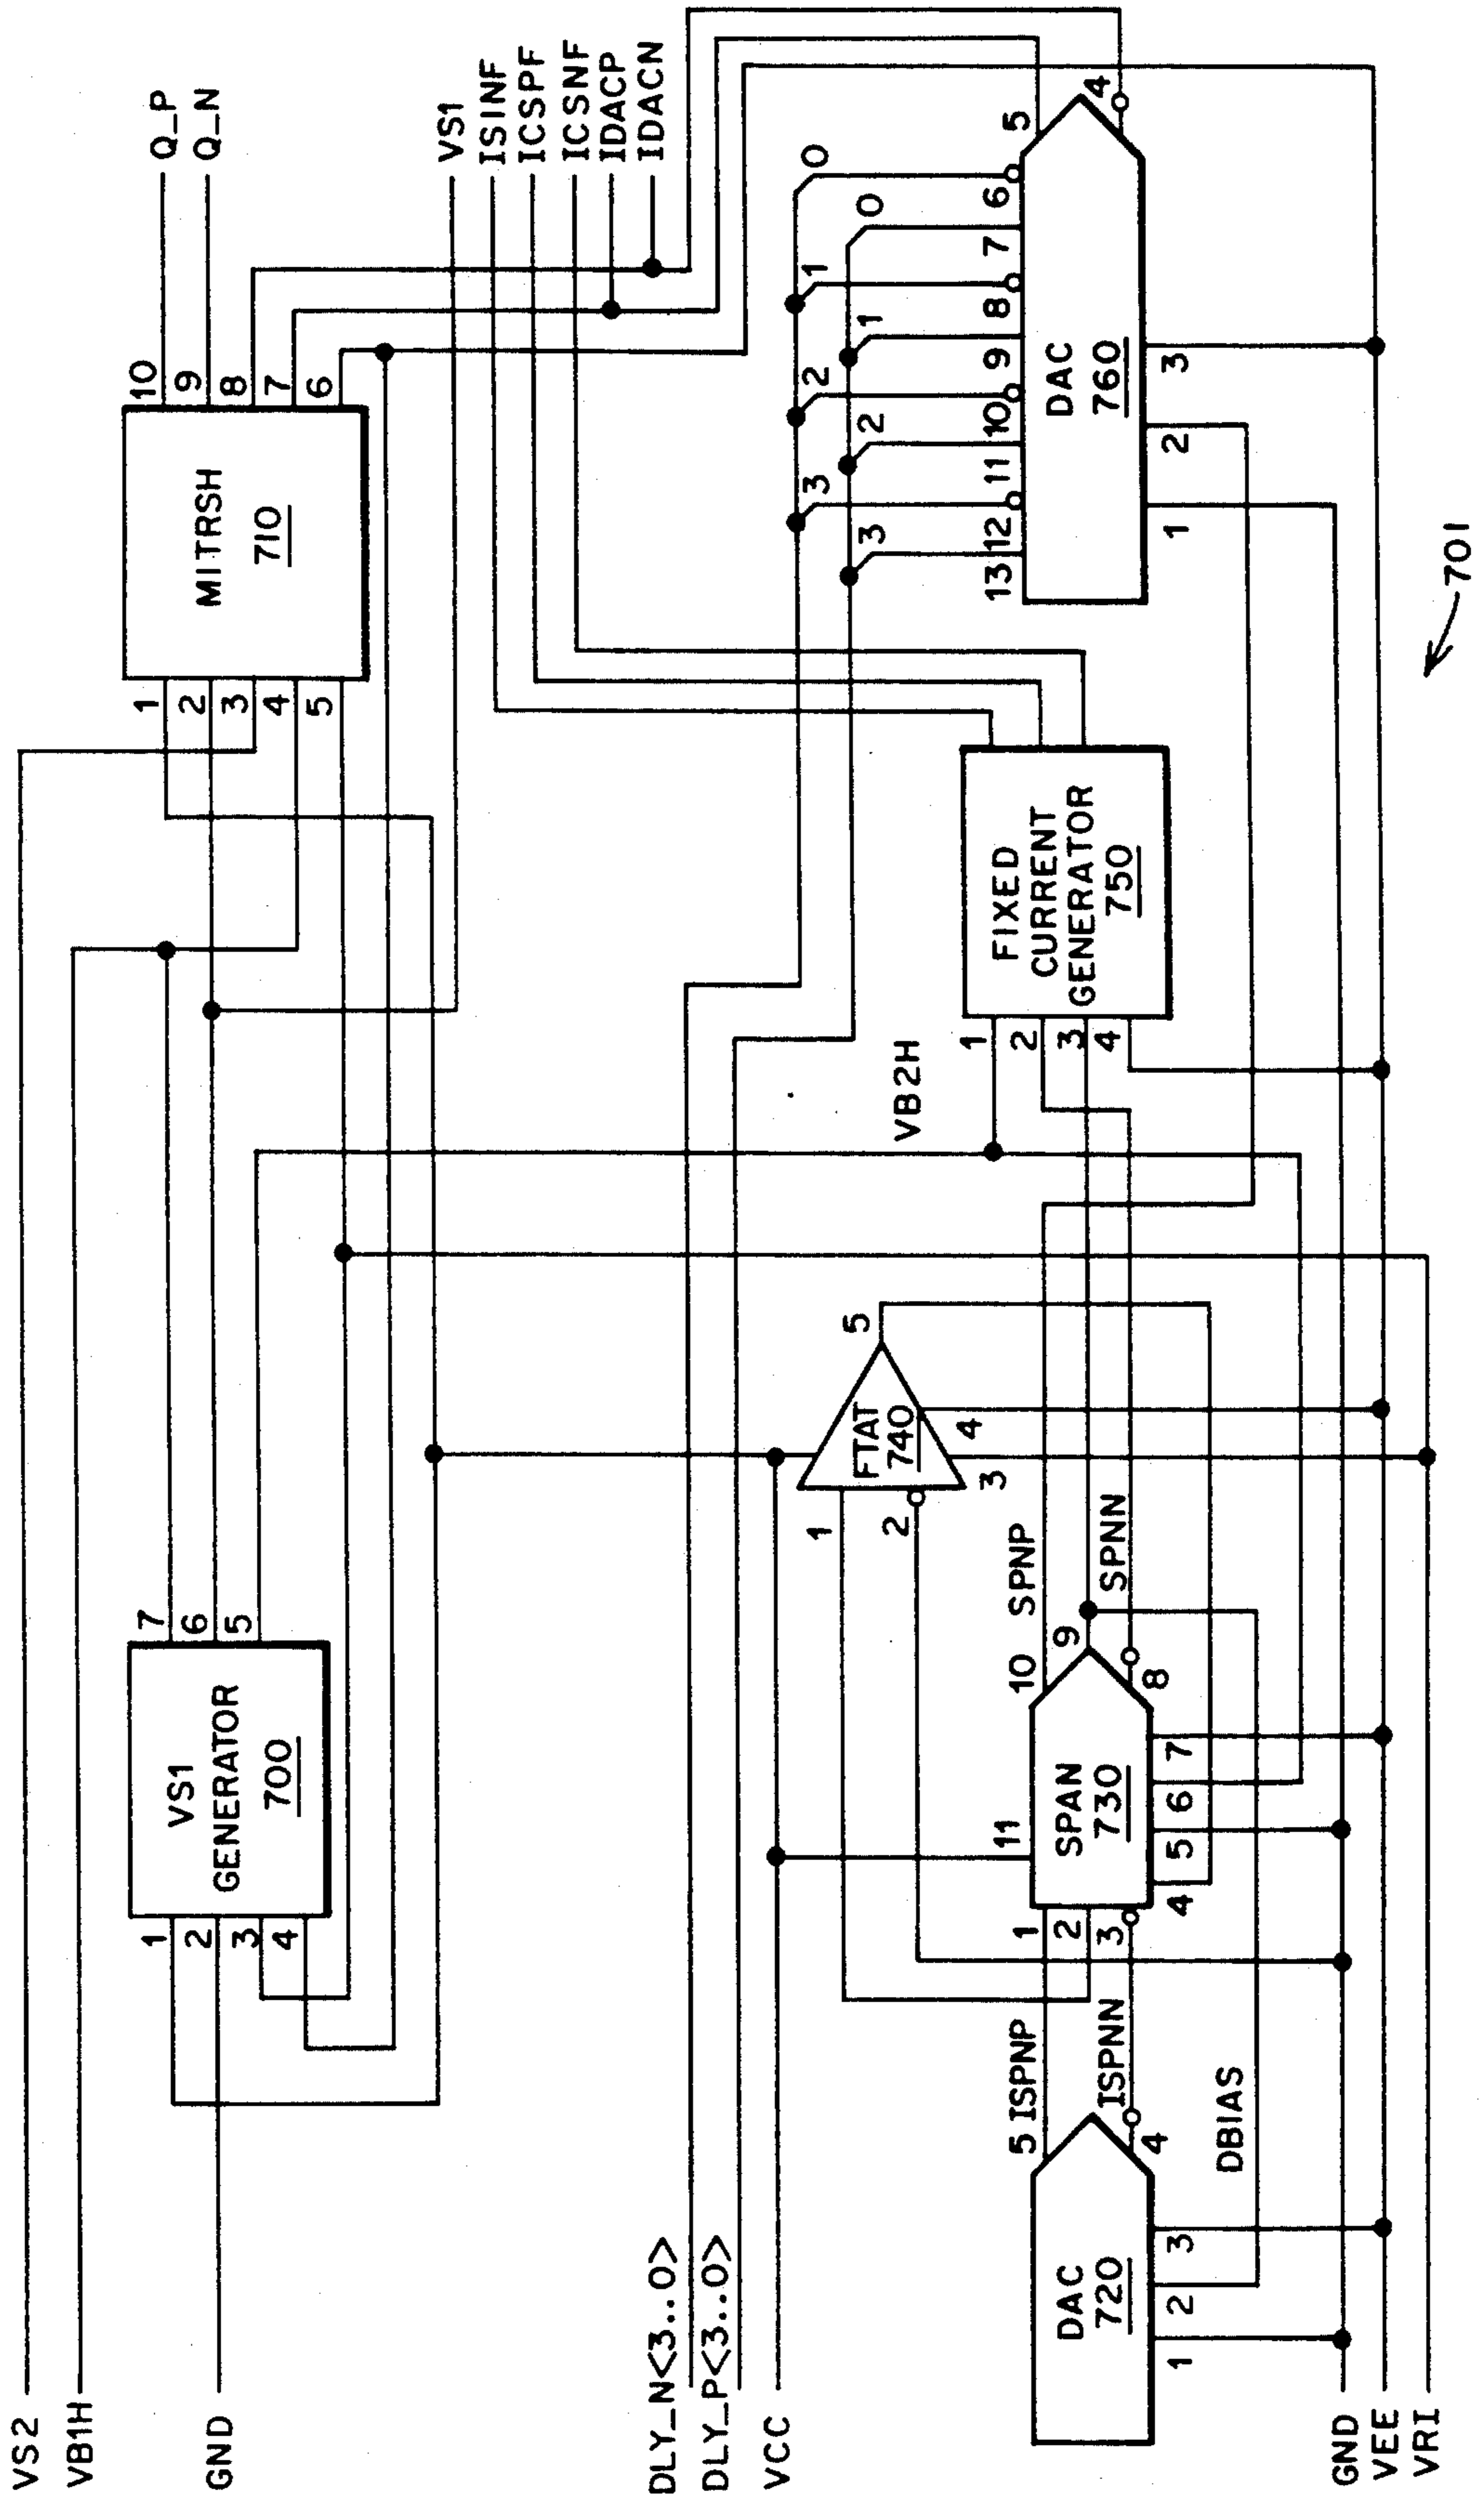 VS2
VB1H
GND
DLY_N<3..0>
DLY_P<3..0>
VCC
GND
VEE
VRI
VS1
GENERATOR
700
1
2
3
4
7
6
5
MITRSH
710
1
2
3
4
5
10
9
8
7
6
Q_P
Q_N
VS1
ISINF
ICSPF
ICSNF
IDACP
IDACN
DAC
720
1
2
3
5
4
ISPNP
ISPNN
DBIAS
SPAN
730
1
2
3
4
5
6
7
11
10
9
8
SPNP
SPNN
FTAT
740
1
2
3
4
5
VB2H
FIXED
CURRENT
GENERATOR
750
1
2
3
4
DAC
760
13
12
11
10
9
8
7
6
5
4
1
2
3
3
3
2
2
1
1
0
0
701